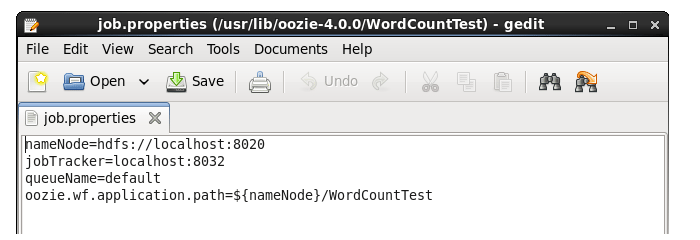 job.properties (/usr/lib/oozie-4.0.0/WordCountTest) - gedit
File Edit View Search Tools Documents Help
Open Save Undo
job.properties
nameNode=hdfs://localhost:8020
jobTracker=localhost:8032
queueName=default
oozie.wf.application.path=${nameNode}/WordCountTest